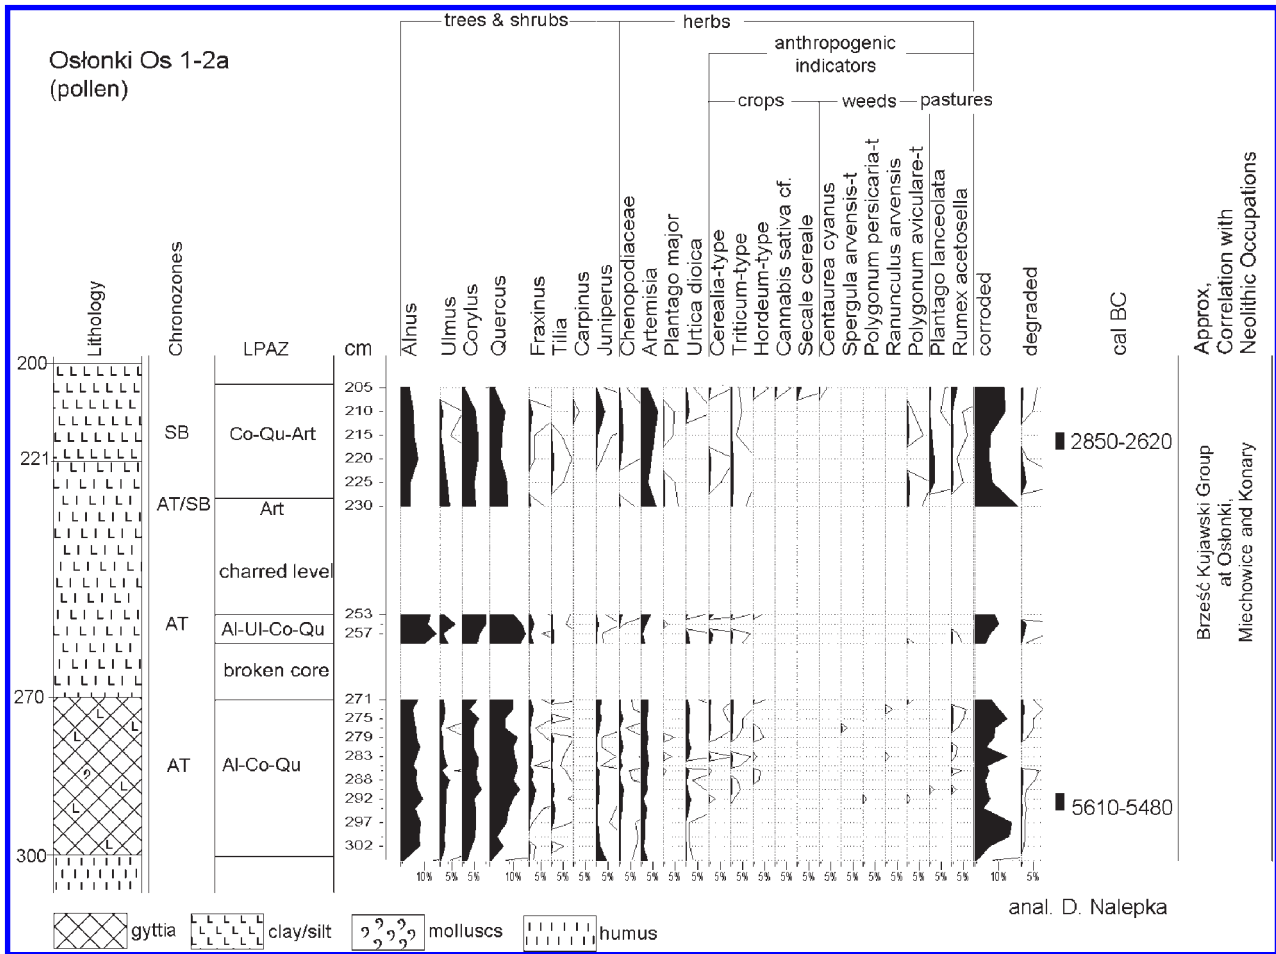 trees & shrubs
herbs
Osłonki Os 1-2a
(pollen)
anthropogenic
indicators
crops
weeds
pastures
Lithology
Chronozones
LPAZ
cm
Alnus
Ulmus
Corylus
Quercus
Fraxinus
Tilia
Carpinus
Juniperus
Chenopodiaceae
Artemisia
Plantago major
Urtica dioica
Cerealia-type
Triticum-type
Hordeum-type
Cannabis sativa cf.
Secale cereale
Centaurea cyanus
Spergula arvensis-t
Polygonum persicaria-t
Ranunculus arvensis
Polygonum aviculare-t
Plantago lanceolata
Rumex acetosella
corroded
degraded
cal BC
Approx,
Correlation with
Neolithic Occupations
200
221
270
300
SB
AT/SB
AT
AT
Co-Qu-Art
Art
charred level
Al-Ul-Co-Qu
broken core
Al-Co-Qu
205
210
215
220
225
230
253
257
271
275
279
283
288
292
297
302
2850-2620
5610-5480
Brześć Kujawski Group
at Osłonki,
Miechowice and Konary
10% 5% 5% 10% 5% 5% 5% 5% 5% 5% 5% 5% 5% 5% 5% 5% 5% 5% 5% 5% 5% 5% 5% 5% 10% 5%
anal. D. Nalepka
gyttia
clay/silt
molluscs
humus